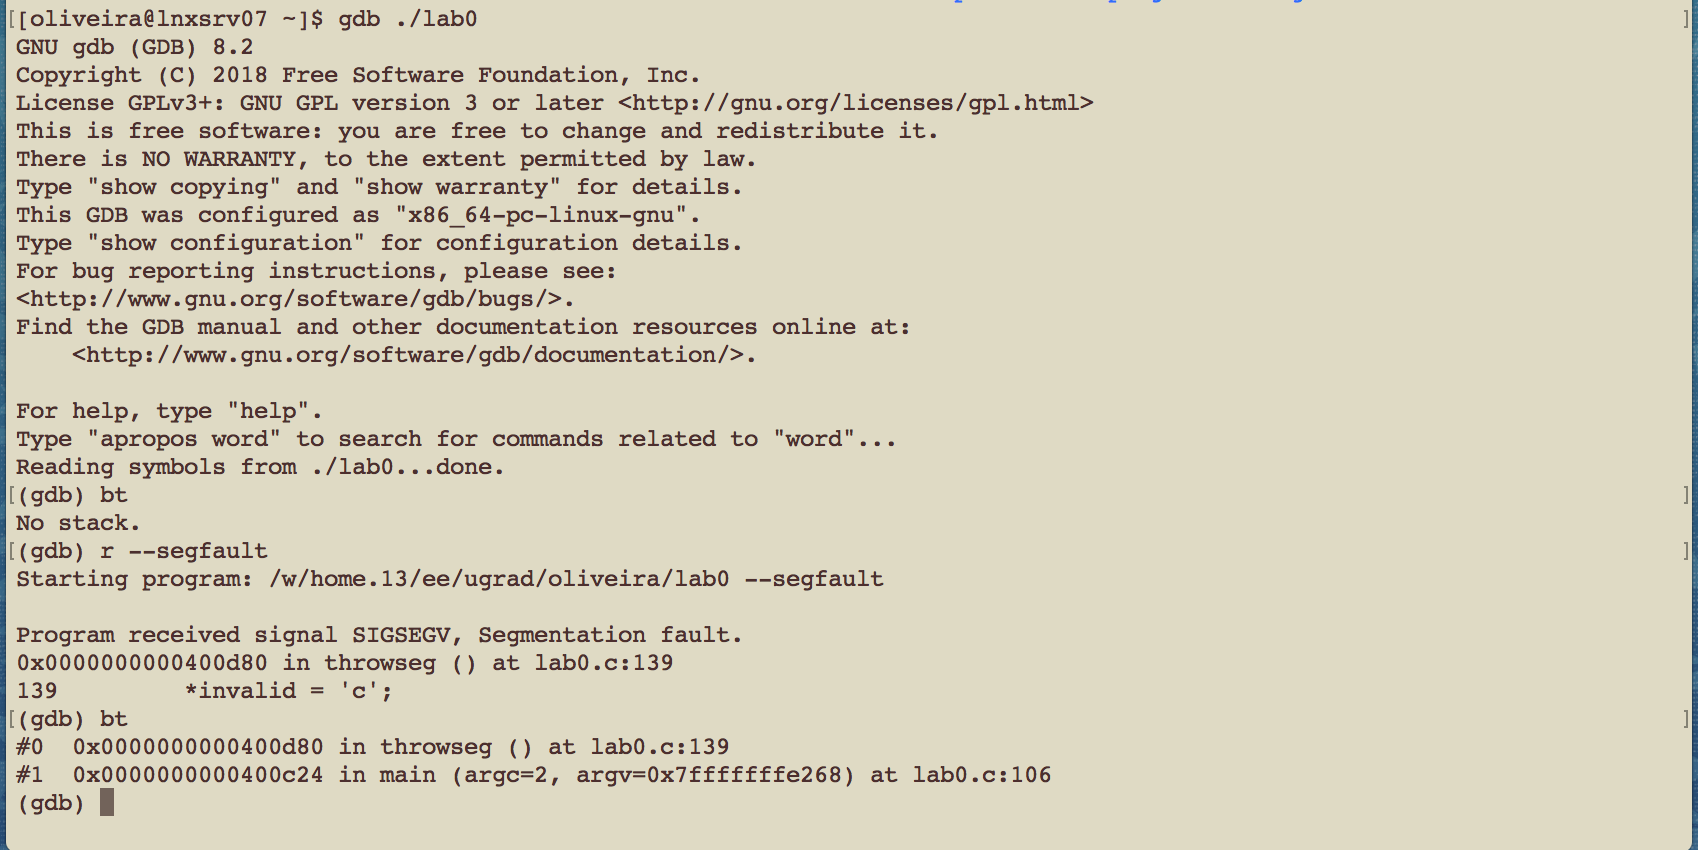 [[oliveira@lnxsrv07 ~]$ gdb ./lab0 ]
GNU gdb (GDB) 8.2
Copyright (C) 2018 Free Software Foundation, Inc.
License GPLv3+: GNU GPL version 3 or later <http://gnu.org/licenses/gpl.html>
This is free software: you are free to change and redistribute it.
There is NO WARRANTY, to the extent permitted by law.
Type "show copying" and "show warranty" for details.
This GDB was configured as "x86_64-pc-linux-gnu".
Type "show configuration" for configuration details.
For bug reporting instructions, please see:
<http://www.gnu.org/software/gdb/bugs/>.
Find the GDB manual and other documentation resources online at:
    <http://www.gnu.org/software/gdb/documentation/>.

For help, type "help".
Type "apropos word" to search for commands related to "word"...
Reading symbols from ./lab0...done.
[(gdb) bt ]
No stack.
[(gdb) r --segfault ]
Starting program: /w/home.13/ee/ugrad/oliveira/lab0 --segfault

Program received signal SIGSEGV, Segmentation fault.
0x0000000000400d80 in throwseg () at lab0.c:139
139         *invalid = 'c';
[(gdb) bt ]
#0  0x0000000000400d80 in throwseg () at lab0.c:139
#1  0x0000000000400c24 in main (argc=2, argv=0x7fffffffe268) at lab0.c:106
(gdb)